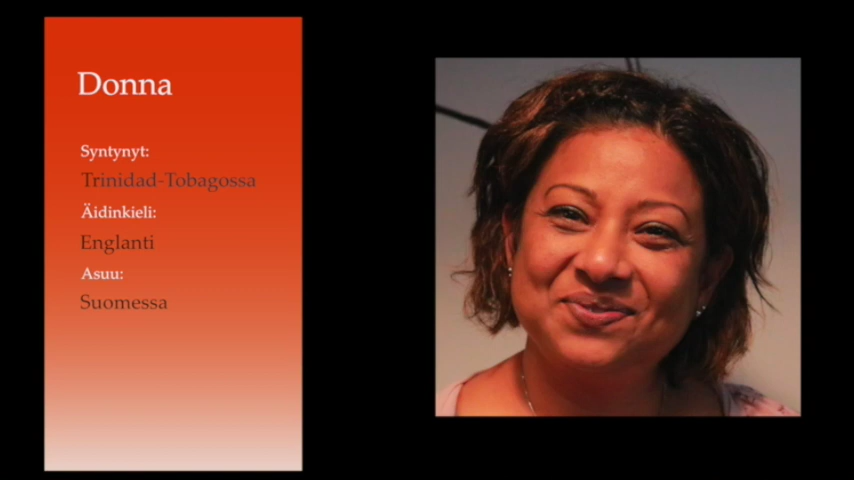 Donna
Syntynyt:
Trinidad-Tobagossa
Äidinkieli:
Englanti
Asuu:
Suomessa